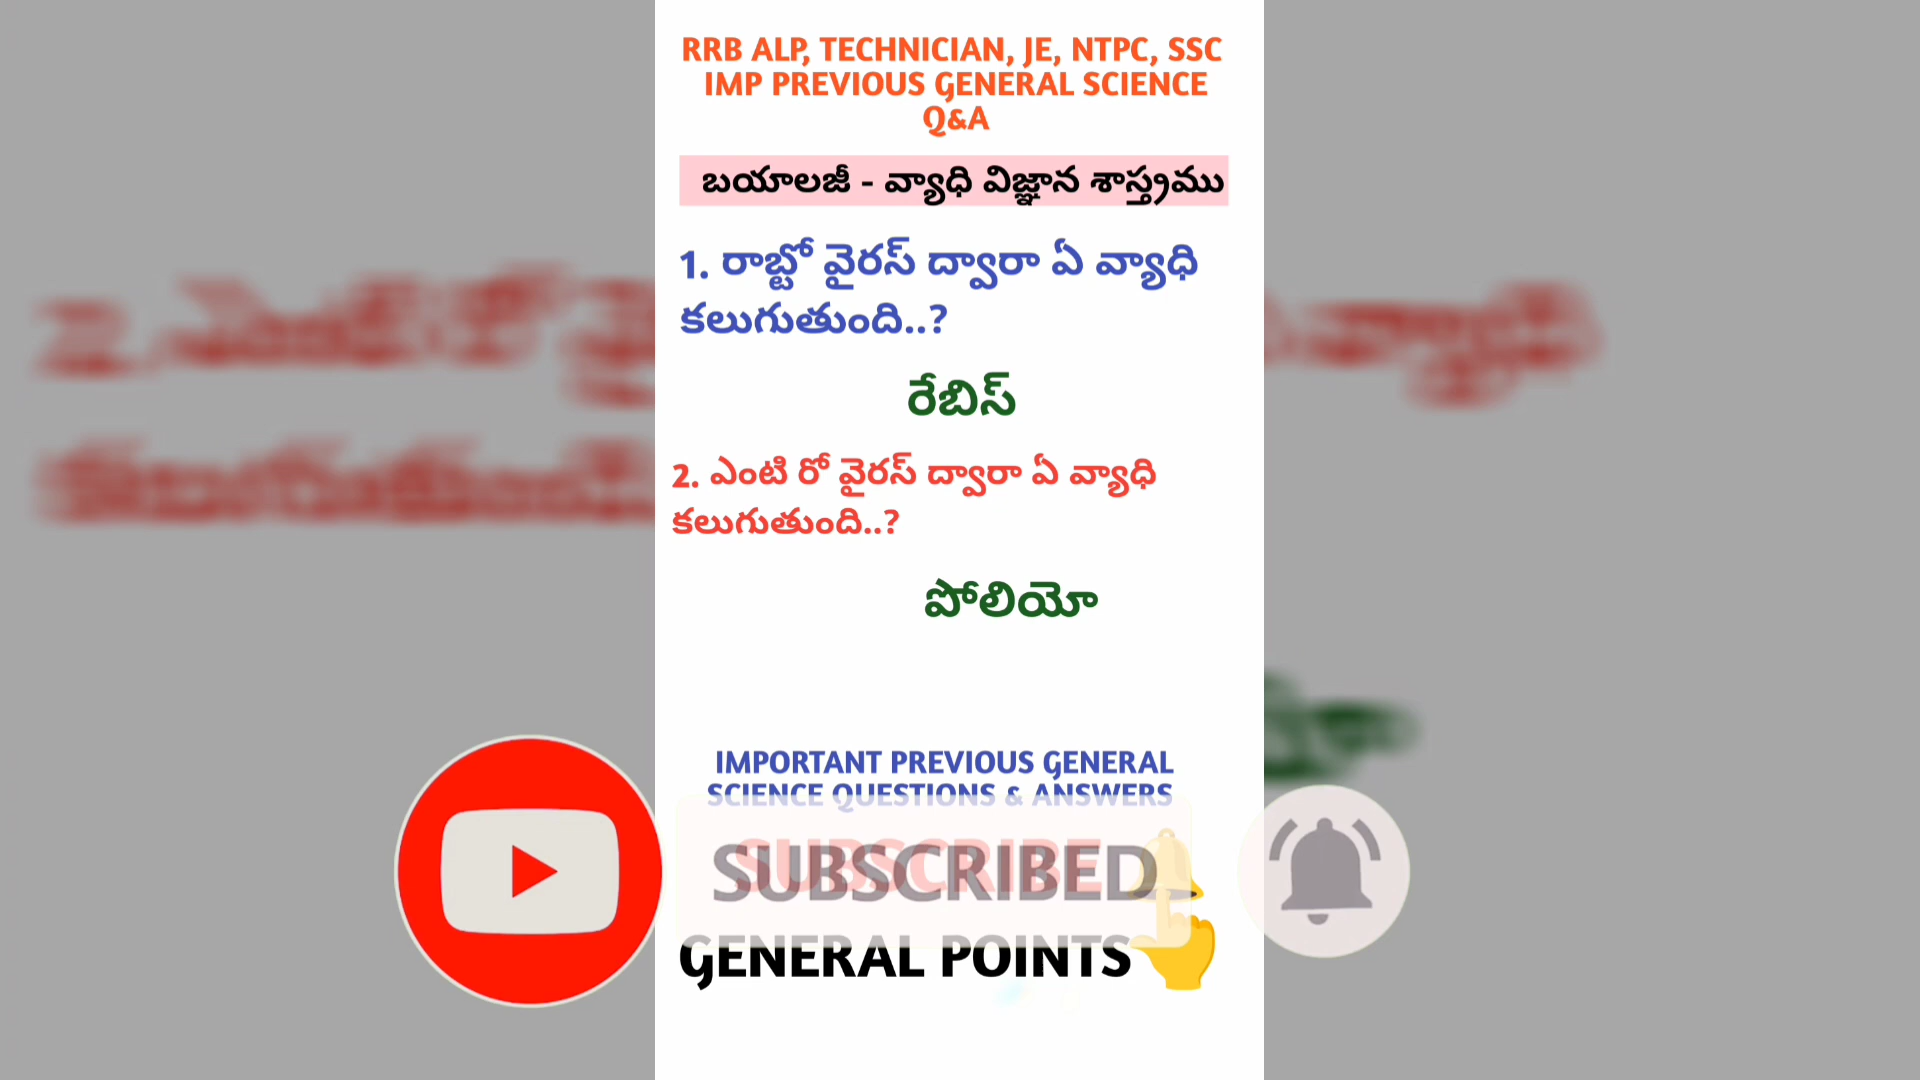 RRB ALP, TECHNICIAN, JE, NTPC, SSC
IMP PREVIOUS GENERAL SCIENCE
Q&A
బయాలజీ - వ్యాధి విజ్ఞాన శాస్త్రము
1. రాబ్టో వైరస్ ద్వారా ఏ వ్యాధి
కలుగుతుంది..?
రేబిస్
2. ఎంటి రో వైరస్ ద్వారా ఏ వ్యాధి
కలుగుతుంది..?
పోలియో
IMPORTANT PREVIOUS GENERAL
SCIENCE QUESTIONS & ANSWERS
SUBSCRIBED
GENERAL POINTS